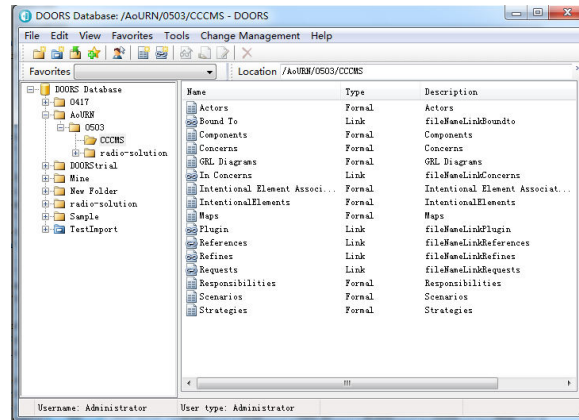 DOORS Database: /AoURN/0503/CCCMS - DOORS
File Edit View Favorites Tools Change Management Help
Favorites Location /AoURN/0503/CCCMS
DOORS Database
0417
AoURN
0503
CCCMS
radio-solution
DOORStrial
Mine
New Folder
radio-solution
Sample
TestImport
Name Type Description
Actors Formal Actors
Bound To Link fileNameLinkBoundto
Components Formal Components
Concerns Formal Concerns
GRL Diagrams Formal GRL Diagrams
In Concerns Link fileNameLinkConcerns
Intentional Element Associ... Formal Intentional Element Associat...
IntentionalElements Formal IntentionalElements
Maps Formal Maps
Plugin Link fileNameLinkPlugin
References Link fileNameLinkReferences
Refines Link fileNameLinkRefines
Requests Link fileNameLinkRequests
Responsibilities Formal Responsibilities
Scenarios Formal Scenarios
Strategies Formal Strategies
Username: Administrator User type: Administrator